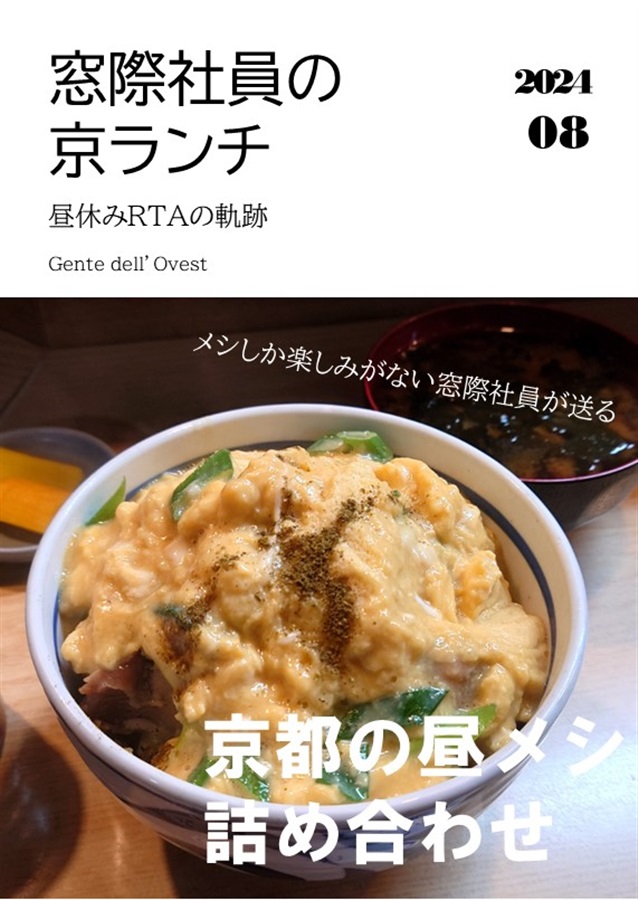 窓際社員の
京ランチ
2024
08
昼休みRTAの軌跡
Gente dell’Ovest
メシしか楽しみがない窓際社員が送る
京都の昼メシ
詰め合わせ